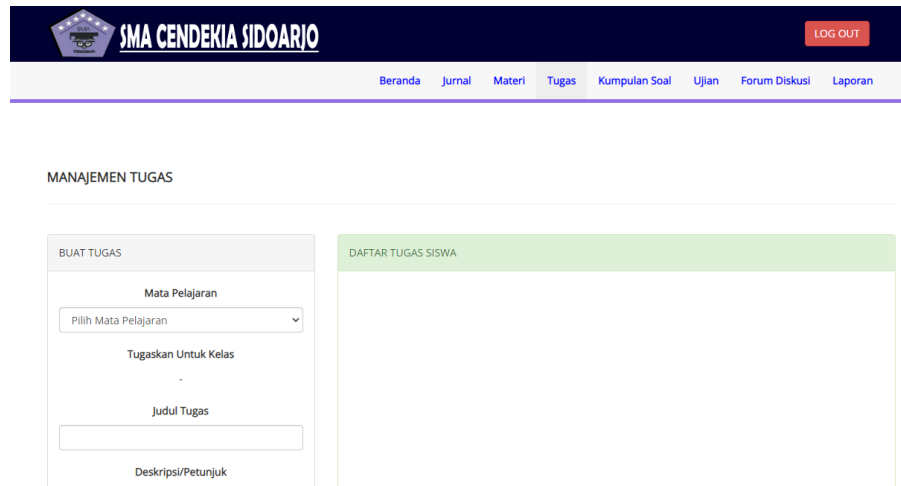 SMA
SMA CENDEKIA SIDOARJO
LOG OUT
Beranda Jurnal Materi Tugas Kumpulan Soal Ujian Forum Diskusi Laporan
MANAJEMEN TUGAS
BUAT TUGAS
DAFTAR TUGAS SISWA
Mata Pelajaran
Pilih Mata Pelajaran
Tugaskan Untuk Kelas
-
Judul Tugas
Deskripsi/Petunjuk